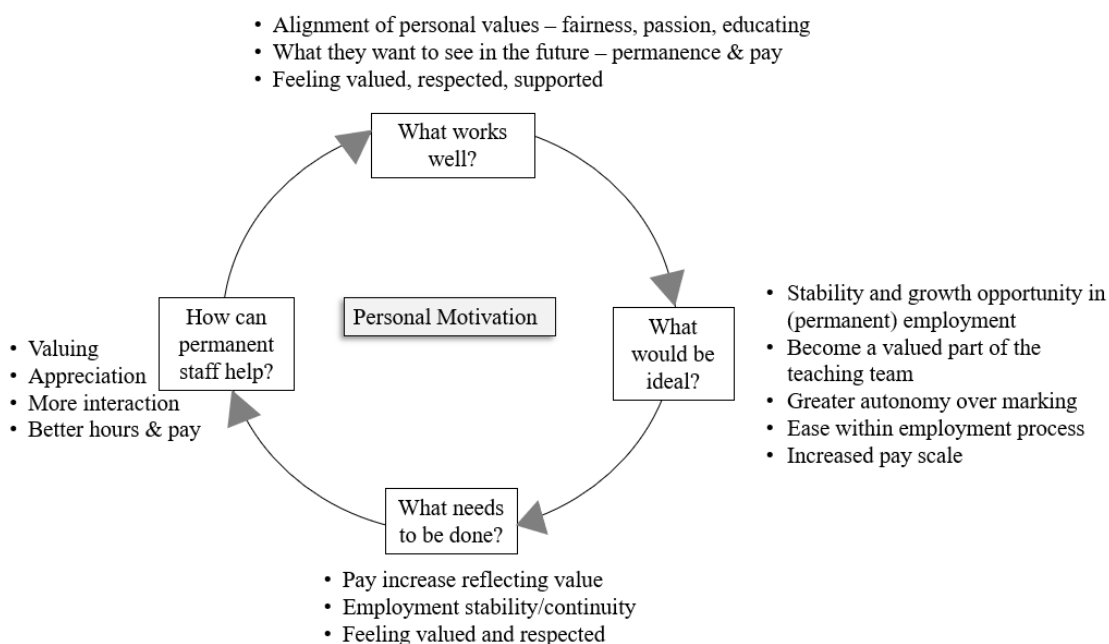 • Alignment of personal values – fairness, passion, educating
• What they want to see in the future – permanence & pay
• Feeling valued, respected, supported
What works
well?
Personal Motivation
What
would be
ideal?
• Stability and growth opportunity in
(permanent) employment
• Become a valued part of the
teaching team
• Greater autonomy over marking
• Ease within employment process
• Increased pay scale
What needs
to be done?
• Pay increase reflecting value
• Employment stability/continuity
• Feeling valued and respected
How can
permanent
staff help?
• Valuing
• Appreciation
• More interaction
• Better hours & pay